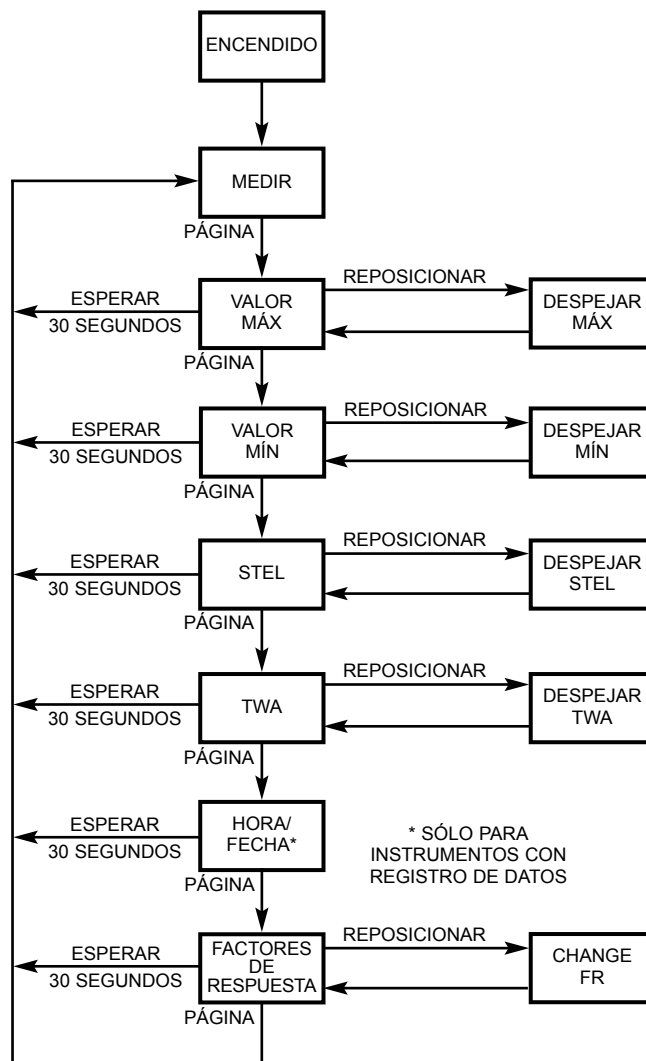 ENCENDIDO
MEDIR
PÁGINA
ESPERAR
30 SEGUNDOS
VALOR
MÁX
REPOSICIONAR
DESPEJAR
MÁX
PÁGINA
ESPERAR
30 SEGUNDOS
VALOR
MÍN
REPOSICIONAR
DESPEJAR
MÍN
PÁGINA
ESPERAR
30 SEGUNDOS
STEL
REPOSICIONAR
DESPEJAR
STEL
PÁGINA
ESPERAR
30 SEGUNDOS
TWA
REPOSICIONAR
DESPEJAR
TWA
PÁGINA
ESPERAR
30 SEGUNDOS
HORA/
FECHA*
* SÓLO PARA
INSTRUMENTOS CON
REGISTRO DE DATOS
PÁGINA
ESPERAR
30 SEGUNDOS
FACTORES
DE
RESPUESTA
REPOSICIONAR
CHANGE
FR
PÁGINA